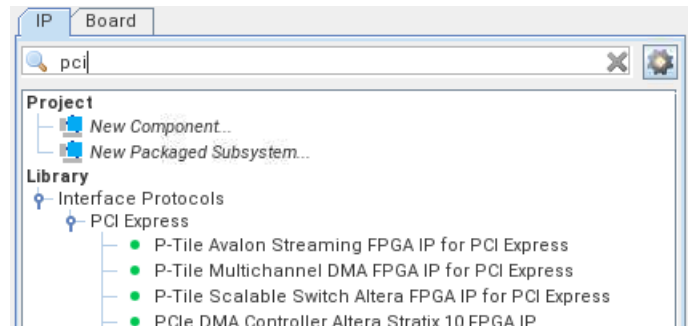 IP Board
pci
Project
New Component...
New Packaged Subsystem...
Library
Interface Protocols
PCI Express
P-Tile Avalon Streaming FPGA IP for PCI Express
P-Tile Multichannel DMA FPGA IP for PCI Express
P-Tile Scalable Switch Altera FPGA IP for PCI Express
PCIe DMA Controller Altera Stratix 10 FPGA IP